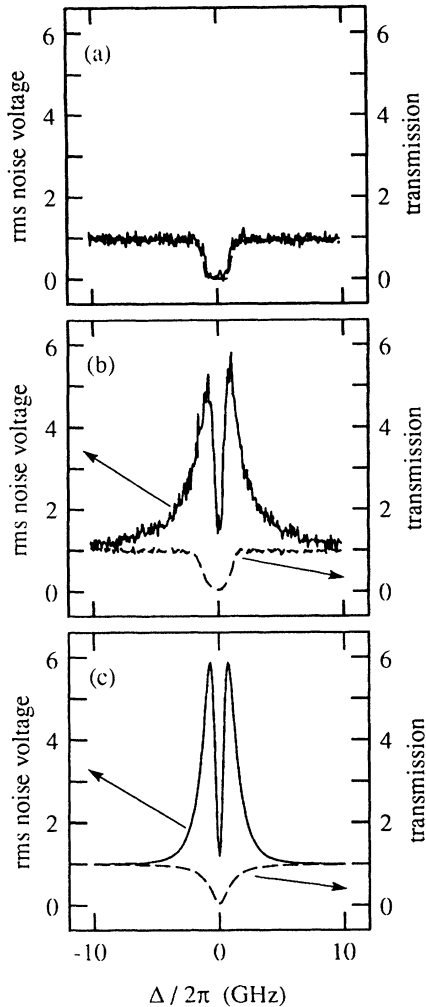 6
4
2
0
(a)
rms noise voltage
6
4
2
0
transmission
6
4
2
0
(b)
rms noise voltage
6
4
2
0
transmission
6
4
2
0
(c)
rms noise voltage
6
4
2
0
transmission
-10
0
10
Δ / 2π (GHz)